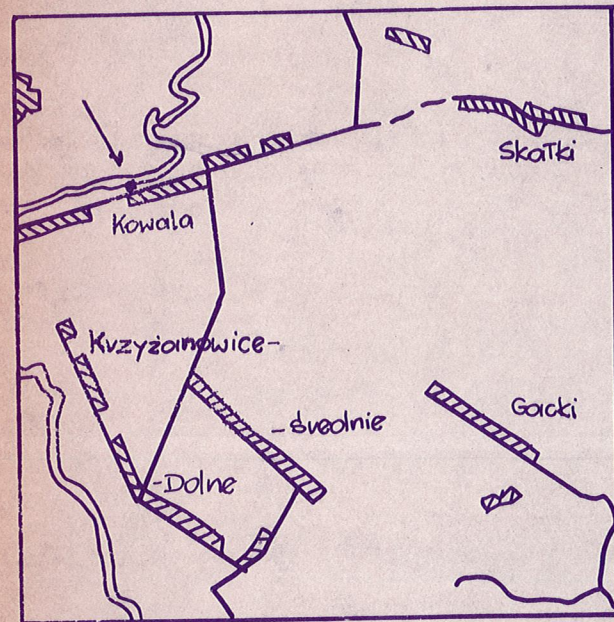 Skałki
Kowala
Krzyżanowice-
-średnie
Gacki
-Dolne